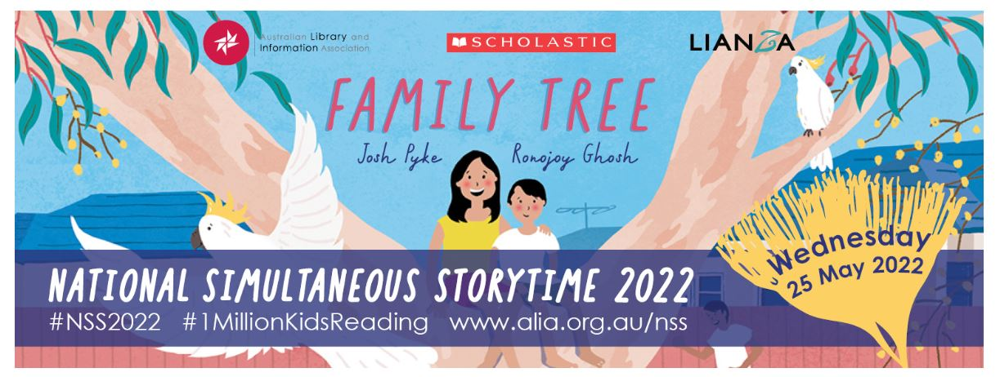 Australian Library and
Information Association
SCHOLASTIC
LIANZA
FAMILY TREE
Josh Pyke
Ronojoy Ghosh
Wednesday
25 May 2022
NATIONAL SIMULTANEOUS STORYTIME 2022
#NSS2022 #1MillionKidsReading www.alia.org.au/nss